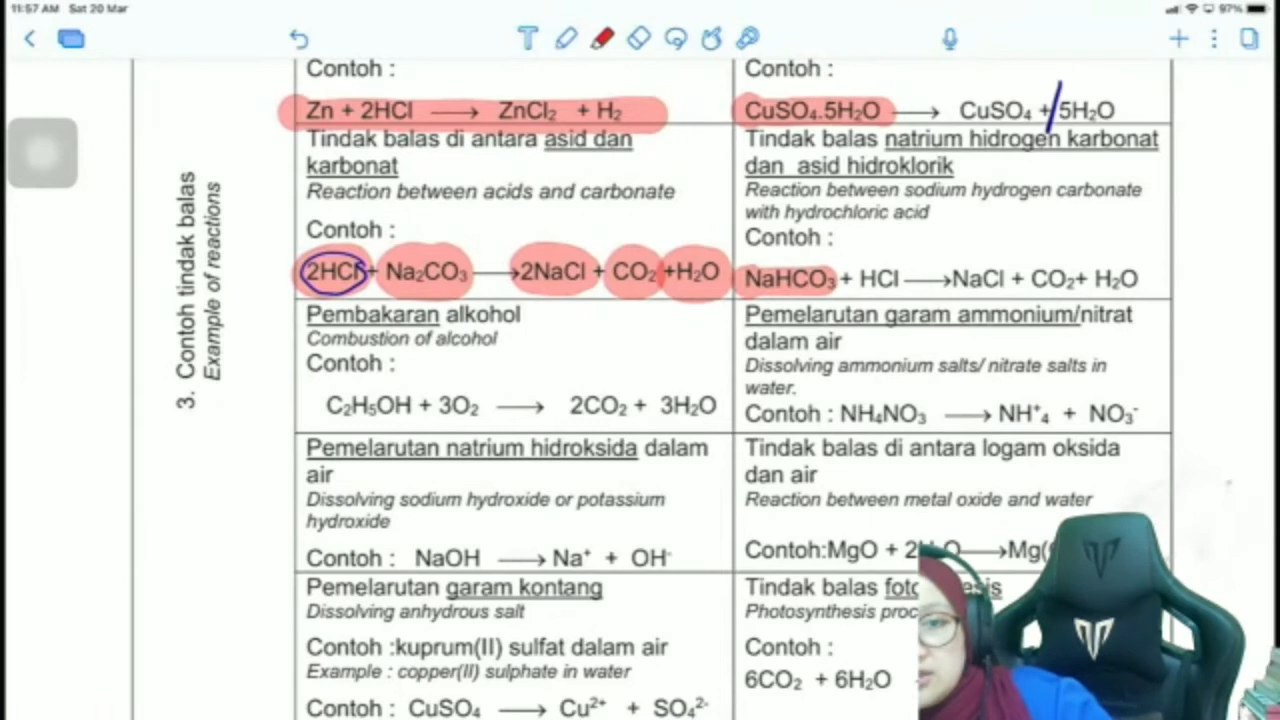 11:57 AM Sat 20 Mar
97%
3. Contoh tindak balas
Example of reactions
Contoh :
Zn + 2HCl ⟶ ZnCl₂ + H₂
Tindak balas di antara asid dan
karbonat
Reaction between acids and carbonate
Contoh :
2HCl + Na₂CO₃ ⟶ 2NaCl + CO₂ +H₂O
Pembakaran alkohol
Combustion of alcohol
Contoh :
C₂H₅OH + 3O₂ ⟶ 2CO₂ + 3H₂O
Pemelarutan natrium hidroksida dalam
air
Dissolving sodium hydroxide or potassium
hydroxide
Contoh : NaOH ⟶ Na⁺ + OH⁻
Pemelarutan garam kontang
Dissolving anhydrous salt
Contoh :kuprum(II) sulfat dalam air
Example : copper(II) sulphate in water
Contoh : CuSO₄ ⟶ Cu²⁺ + SO₄²⁻
Contoh :
CuSO₄.5H₂O ⟶ CuSO₄ + 5H₂O
Tindak balas natrium hidrogen karbonat
dan asid hidroklorik
Reaction between sodium hydrogen carbonate
with hydrochloric acid
Contoh :
NaHCO₃ + HCl ⟶ NaCl + CO₂+ H₂O
Pemelarutan garam ammonium/nitrat
dalam air
Dissolving ammonium salts/ nitrate salts in
water.
Contoh : NH₄NO₃ ⟶ NH⁺₄ + NO₃⁻
Tindak balas di antara logam oksida
dan air
Reaction between metal oxide and water
Contoh:MgO + 2H₂O ⟶ Mg(
Tindak balas
Photosynthesis
Contoh :
6CO₂ + 6H₂O